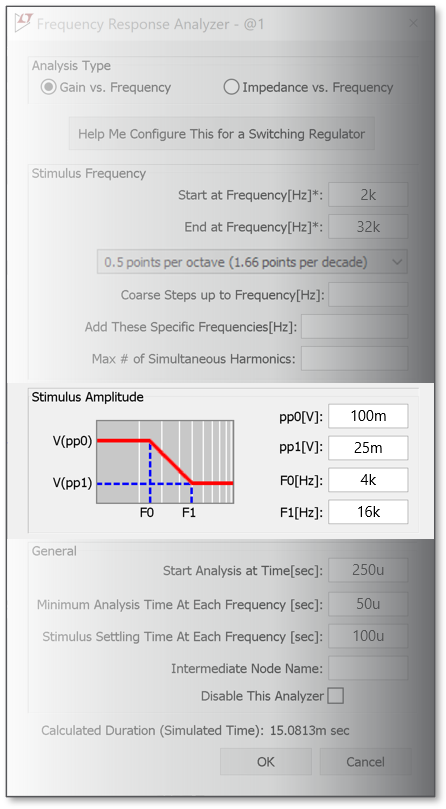 Frequency Response Analyzer - @1
Analysis Type
Gain vs. Frequency Impedance vs. Frequency
Help Me Configure This for a Switching Regulator
Stimulus Frequency
Start at Frequency[Hz]*: 2k
End at Frequency[Hz]*: 32k
0.5 points per octave (1.66 points per decade)
Coarse Steps up to Frequency[Hz]:
Add These Specific Frequencies[Hz]:
Max # of Simultaneous Harmonics:
Stimulus Amplitude
V(pp0)
V(pp1)
F0 F1
pp0[V]: 100m
pp1[V]: 25m
F0[Hz]: 4k
F1[Hz]: 16k
General
Start Analysis at Time[sec]: 250u
Minimum Analysis Time At Each Frequency [sec]: 50u
Stimulus Settling Time At Each Frequency [sec]: 100u
Intermediate Node Name:
Disable This Analyzer
Calculated Duration (Simulated Time): 15.0813m sec
OK Cancel